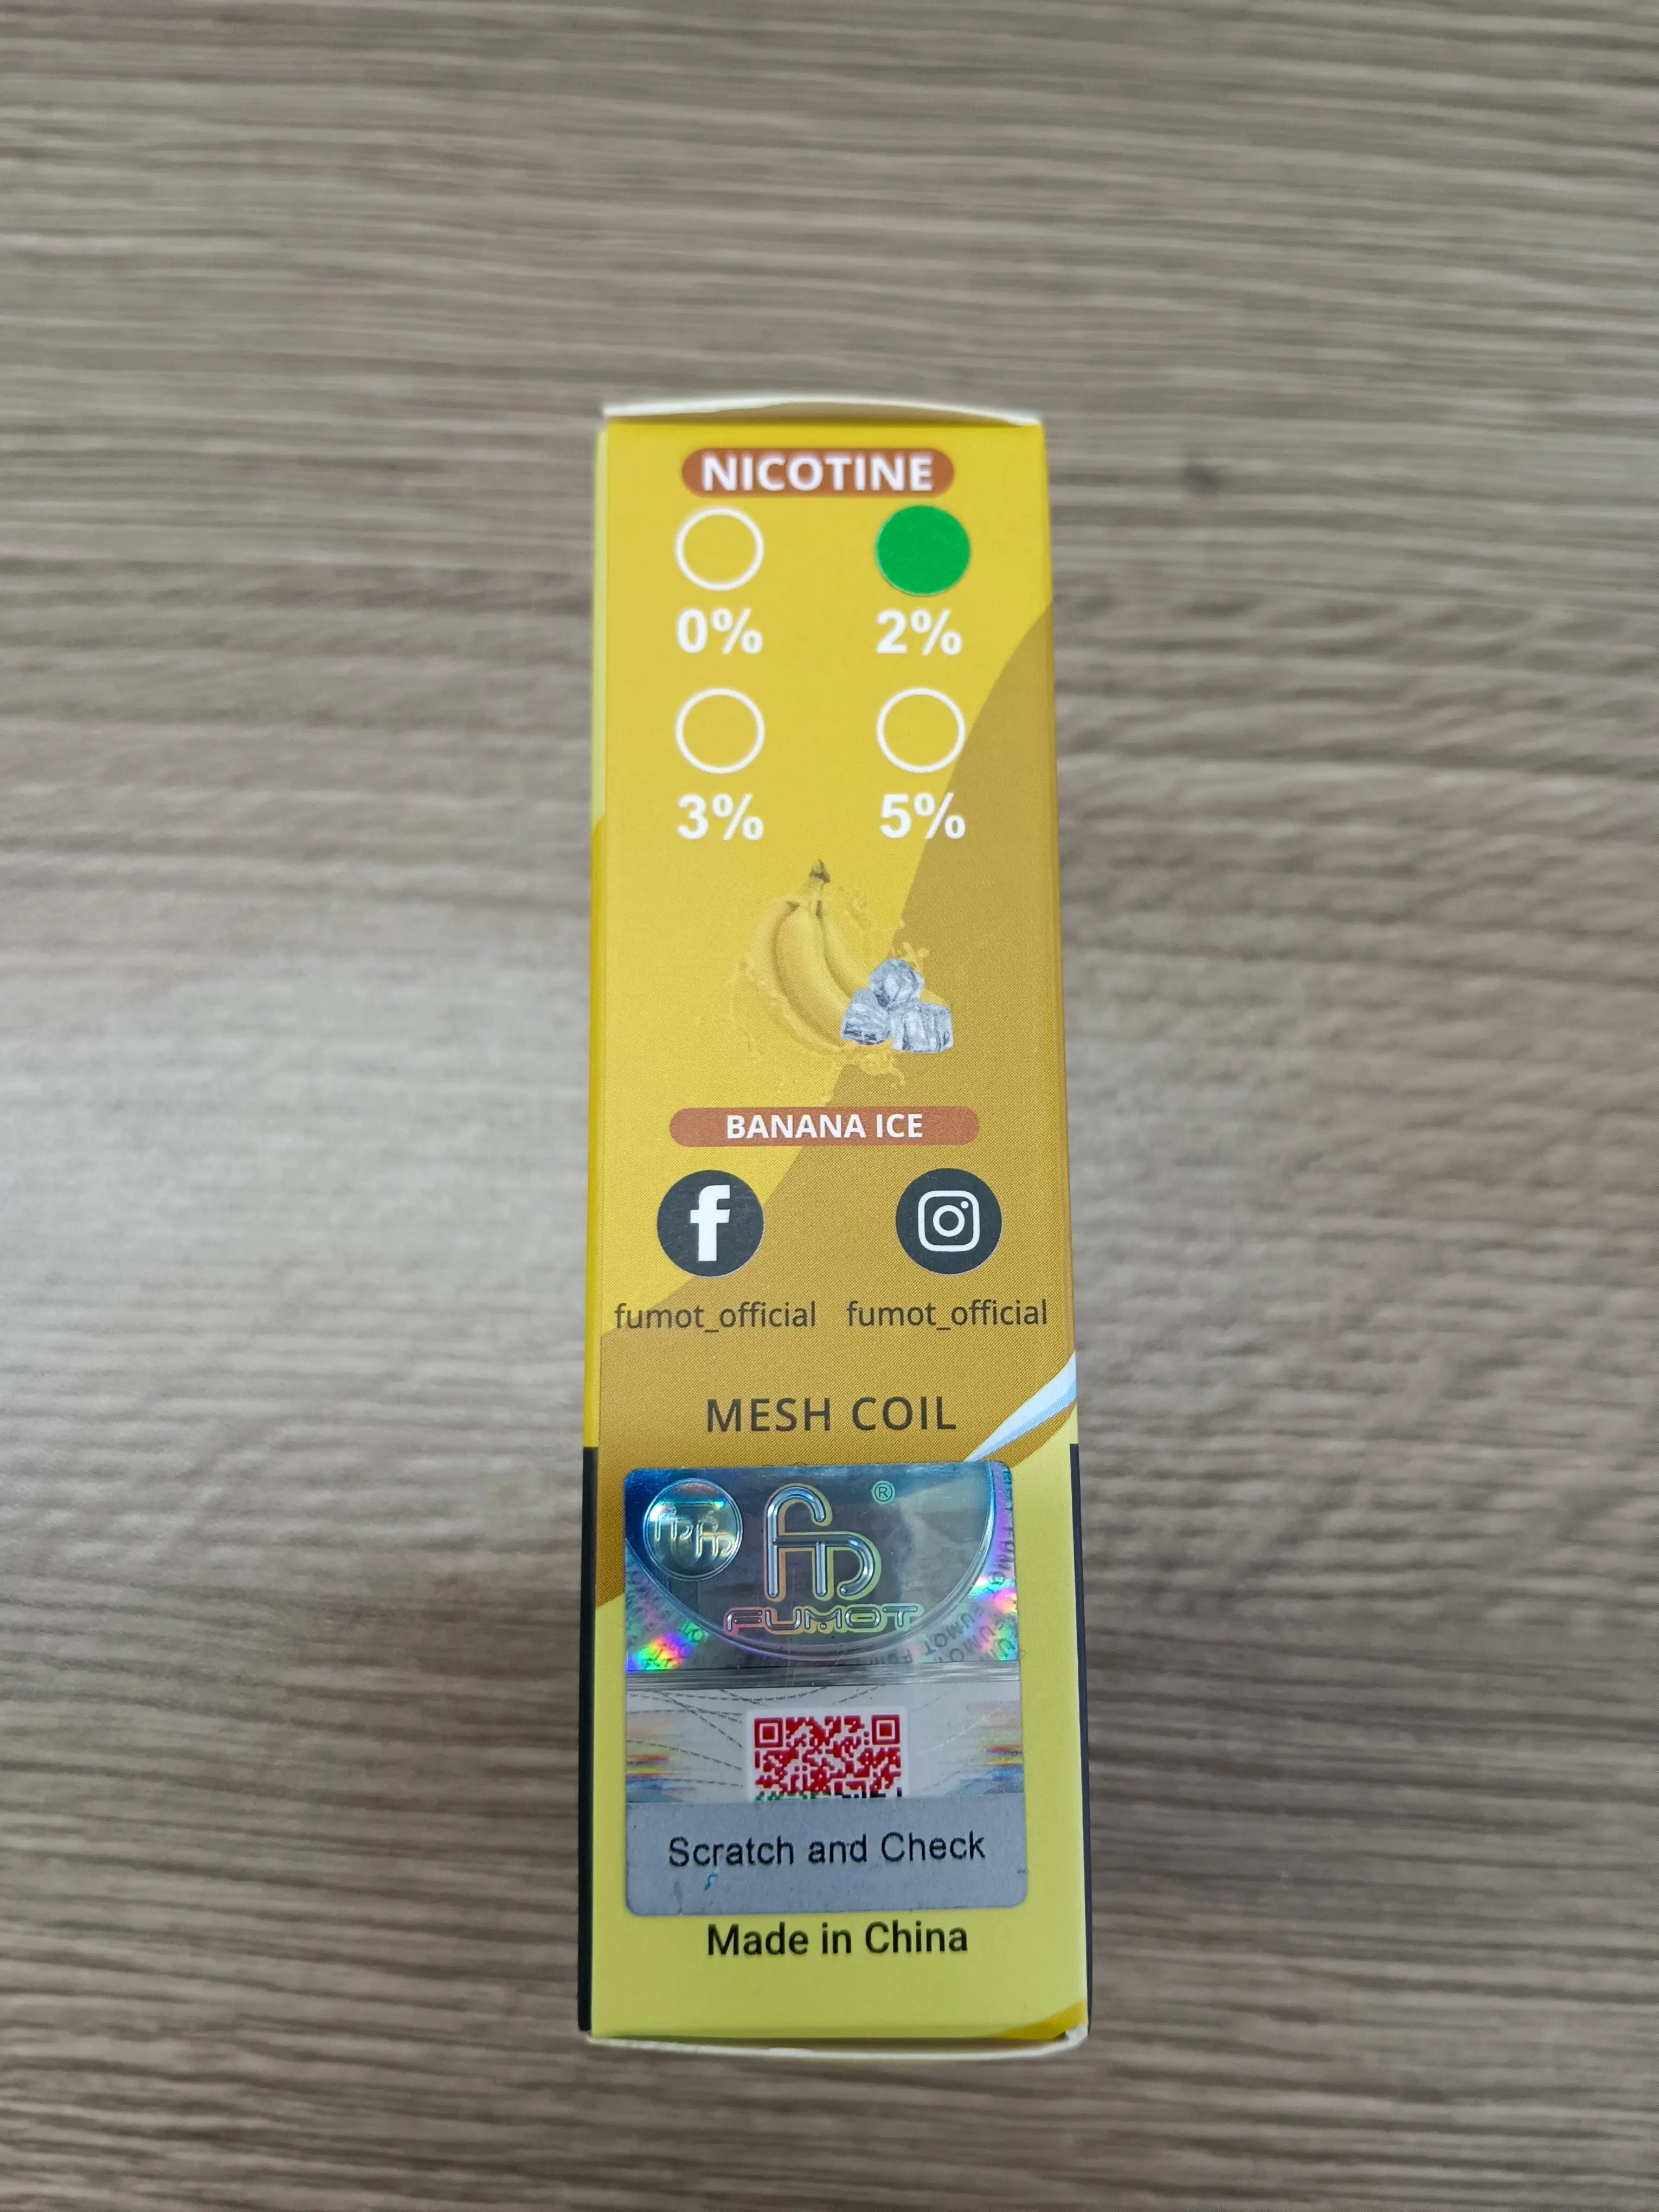 NICOTINE
0% 2%
3% 5%
BANANA ICE
fumot_official fumot_official
MESH COIL
®
FUMOT
Scratch and Check
Made in China